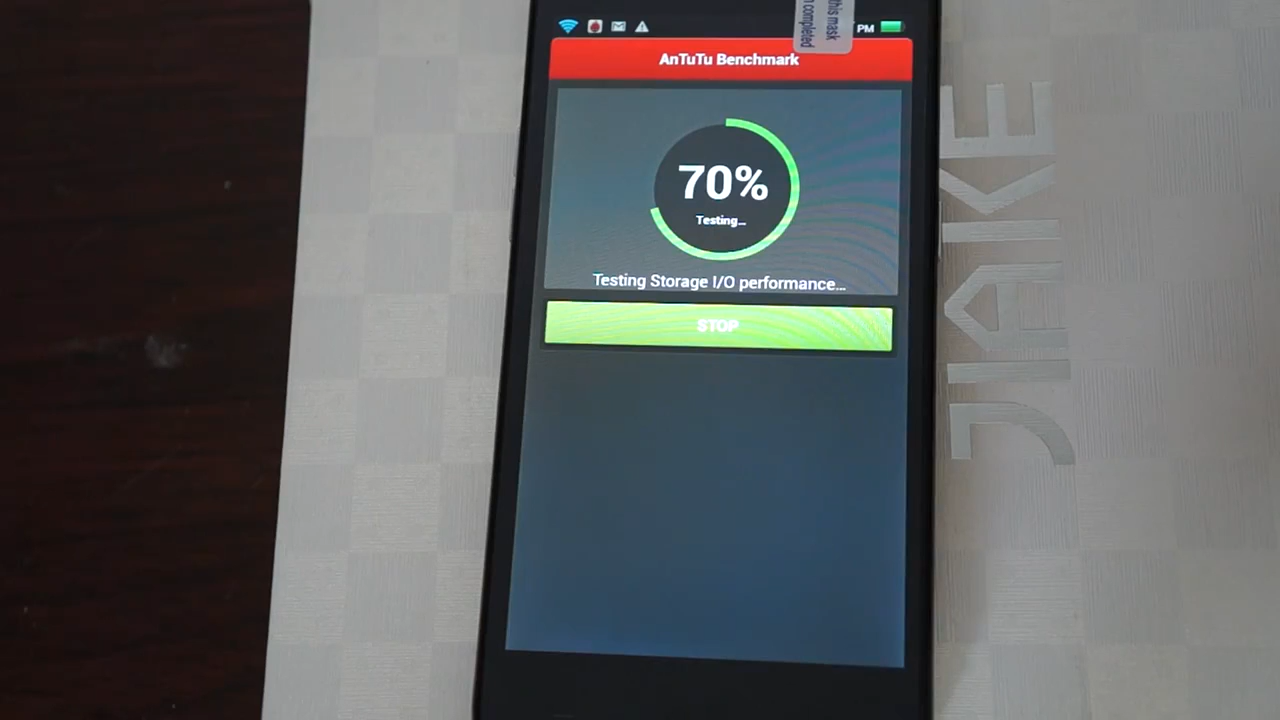 PM
this mask
completed
AnTuTu Benchmark
70%
Testing...
Testing Storage I/O performance...
STOP
JIAKE